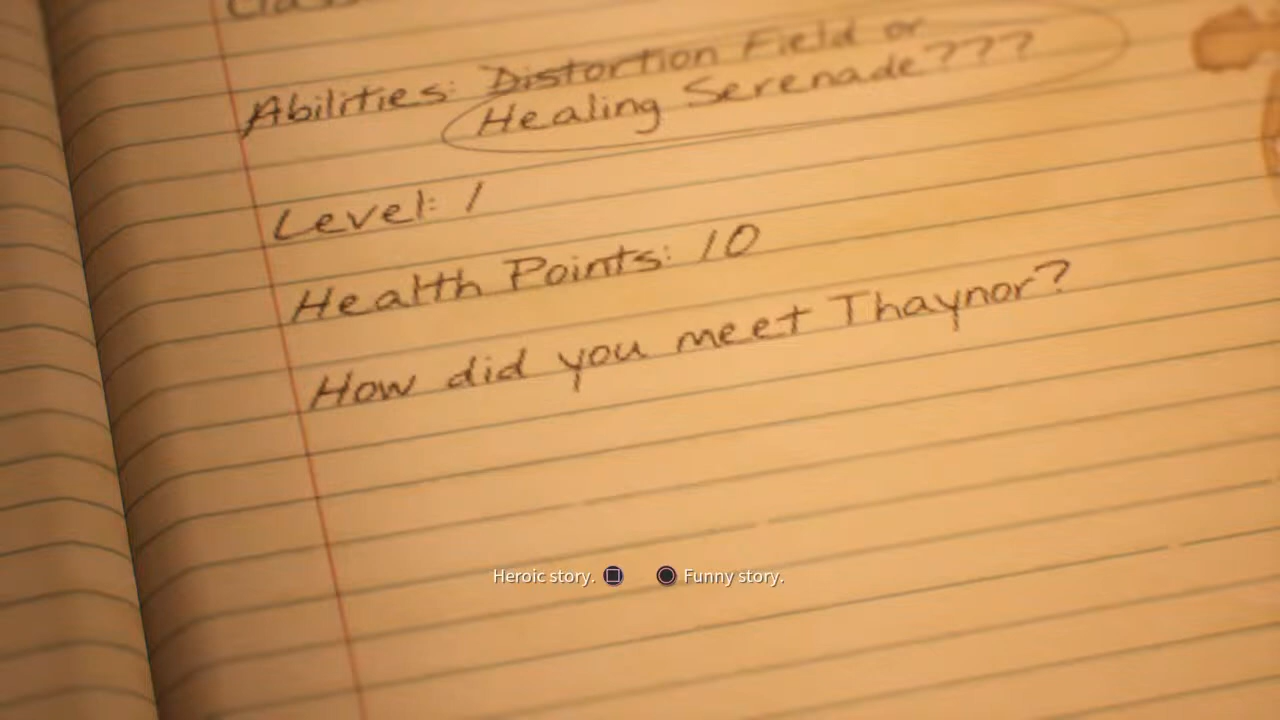 Class
Abilities: Distortion Field or
Healing Serenade???
Level: 1
Health Points: 10
How did you meet Thaynor?
Heroic story. Funny story.